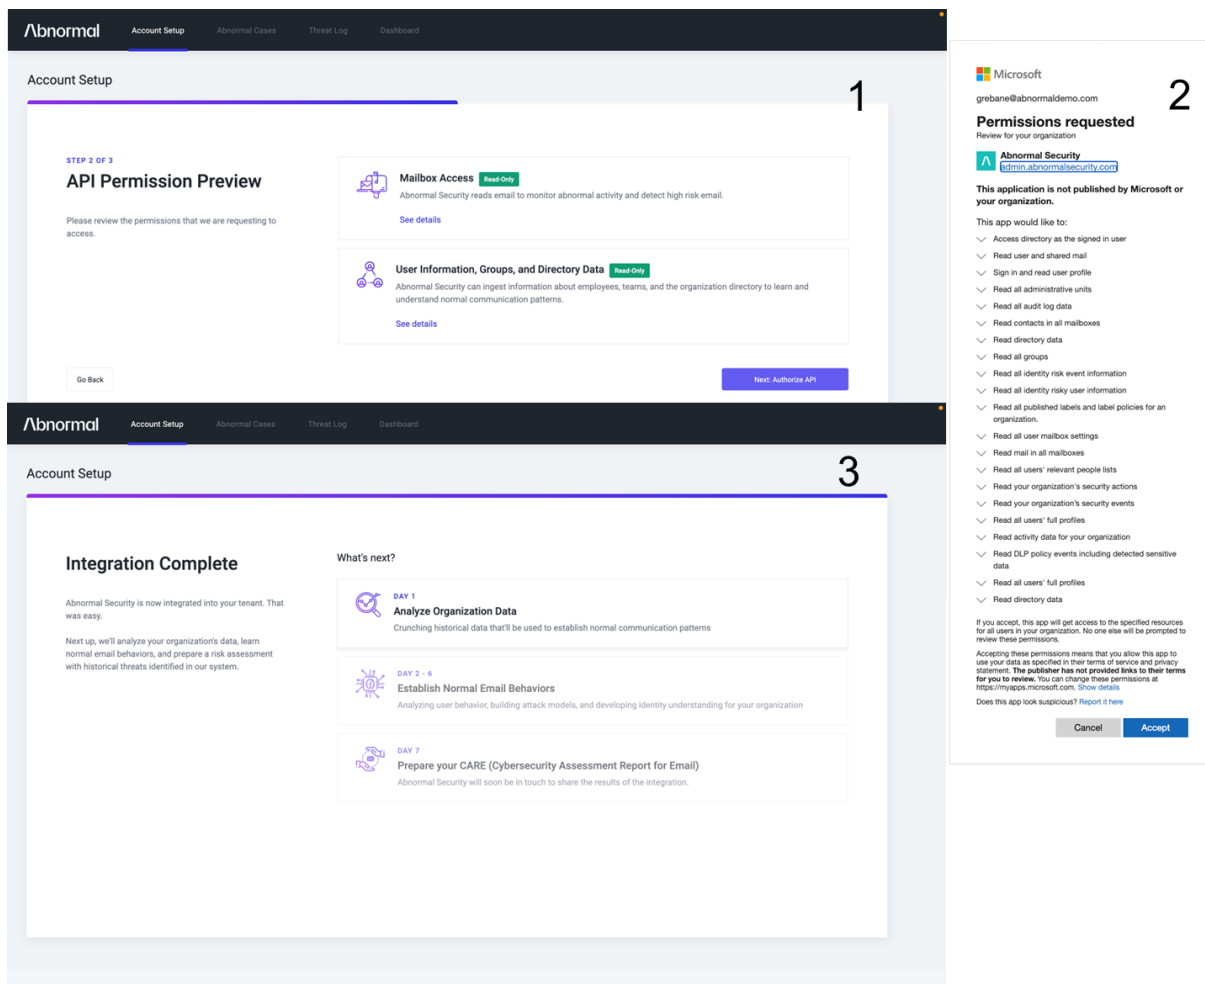 Abnormal Account Setup Abnormal Cases Threat Log Dashboard
Account Setup
1
STEP 2 OF 3
API Permission Preview
Please review the permissions that we are requesting to
access.
Mailbox Access Read-Only
Abnormal Security reads email to monitor abnormal activity and detect high risk email.
See details
User Information, Groups, and Directory Data Read-Only
Abnormal Security can ingest information about employees, teams, and the organization directory to learn and
understand normal communication patterns.
See details
Go Back
Next: Authorize API
Microsoft
2
grebane@abnormaldemo.com
Permissions requested
Review for your organization
Abnormal Security
admin.abnormalsecurity.com
This application is not published by Microsoft or
your organization.
This app would like to:
Access directory as the signed in user
Read user and shared mail
Sign in and read user profile
Read all administrative units
Read all audit log data
Read contacts in all mailboxes
Read directory data
Read all groups
Read all identity risk event information
Read all identity risky user information
Read all published labels and label policies for an
organization.
Read all user mailbox settings
Read mail in all mailboxes
Read all users' relevant people lists
Read your organization's security actions
Read your organization's security events
Read all users' full profiles
Read activity data for your organization
Read DLP policy events including detected sensitive
data
Read all users' full profiles
Read directory data
If you accept, this app will get access to the specified resources
for all users in your organization. No one else will be prompted to
review these permissions.
Accepting these permissions means that you allow this app to
use your data as specified in their terms of service and privacy
statement. The publisher has not provided links to their terms
for you to review. You can change these permissions at
https://myapps.microsoft.com. Show details
Does this app look suspicious? Report it here
Cancel Accept
Abnormal Account Setup Abnormal Cases Threat Log Dashboard
Account Setup
3
Integration Complete
Abnormal Security is now integrated into your tenant. That
was easy.
Next up, we'll analyze your organization's data, learn
normal email behaviors, and prepare a risk assessment
with historical threats identified in our system.
What's next?
DAY 1
Analyze Organization Data
Crunching historical data that'll be used to establish normal communication patterns
DAY 2 - 6
Establish Normal Email Behaviors
Analyzing user behavior, building attack models, and developing identity understanding for your organization
DAY 7
Prepare your CARE (Cybersecurity Assessment Report for Email)
Abnormal Security will soon be in touch to share the results of the integration.